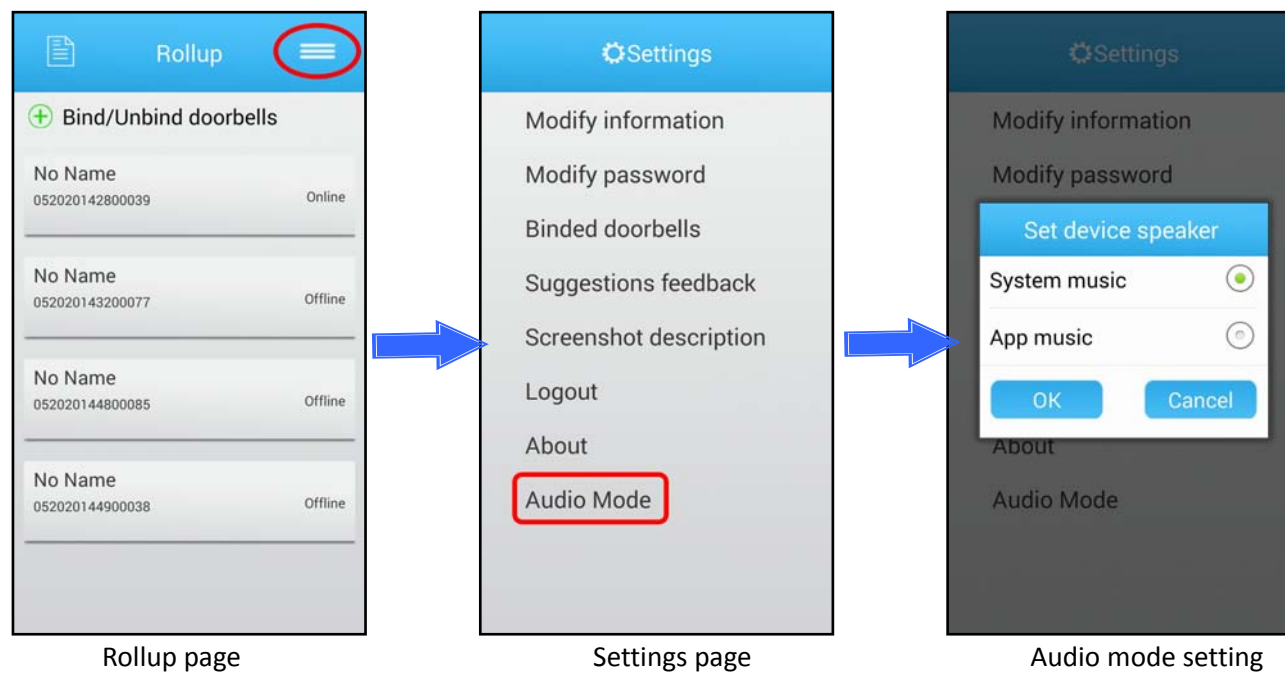 Rollup
Bind/Unbind doorbells
No Name
052020142800039
Online
No Name
052020143200077
Offline
No Name
052020144800085
Offline
No Name
052020144900038
Offline
Rollup page
Settings
Modify information
Modify password
Binded doorbells
Suggestions feedback
Screenshot description
Logout
About
Audio Mode
Settings page
Settings
Modify information
Modify password
Set device speaker
System music
App music
OK
Cancel
About
Audio Mode
Audio mode setting